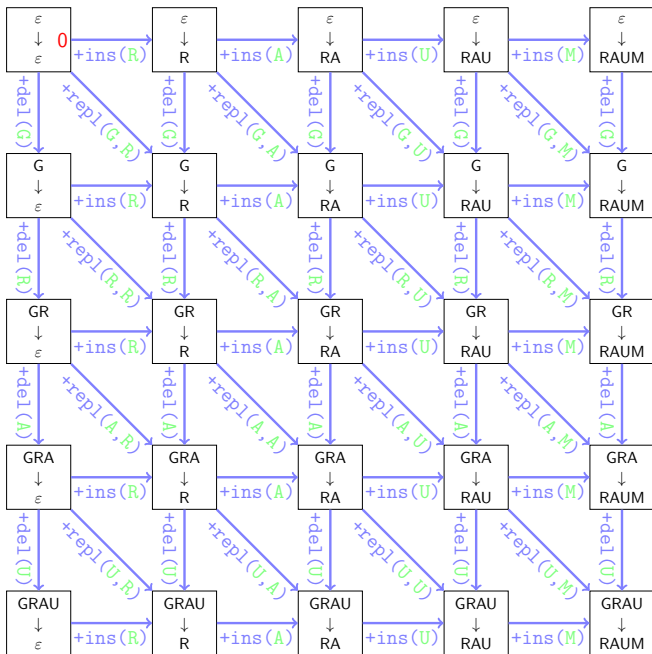 ε ε ε ε ε
↓ 0 ↓ ↓ ↓ ↓
ε R RA RAU RAUM
+ins(R) +ins(A) +ins(U) +ins(M)
+del(G) +repl(G,R) +del(G) +repl(G,A) +del(G) +repl(G,U) +del(G) +repl(G,M) +del(G)
G G G G G
↓ ↓ ↓ ↓ ↓
ε R RA RAU RAUM
+ins(R) +ins(A) +ins(U) +ins(M)
+del(R) +repl(R,R) +del(R) +repl(R,A) +del(R) +repl(R,U) +del(R) +repl(R,M) +del(R)
GR GR GR GR GR
↓ ↓ ↓ ↓ ↓
ε R RA RAU RAUM
+ins(R) +ins(A) +ins(U) +ins(M)
+del(A) +repl(A,R) +del(A) +repl(A,A) +del(A) +repl(A,U) +del(A) +repl(A,M) +del(A)
GRA GRA GRA GRA GRA
↓ ↓ ↓ ↓ ↓
ε R RA RAU RAUM
+ins(R) +ins(A) +ins(U) +ins(M)
+del(U) +repl(U,R) +del(U) +repl(U,A) +del(U) +repl(U,U) +del(U) +repl(U,M) +del(U)
GRAU GRAU GRAU GRAU GRAU
↓ ↓ ↓ ↓ ↓
ε R RA RAU RAUM
+ins(R) +ins(A) +ins(U) +ins(M)